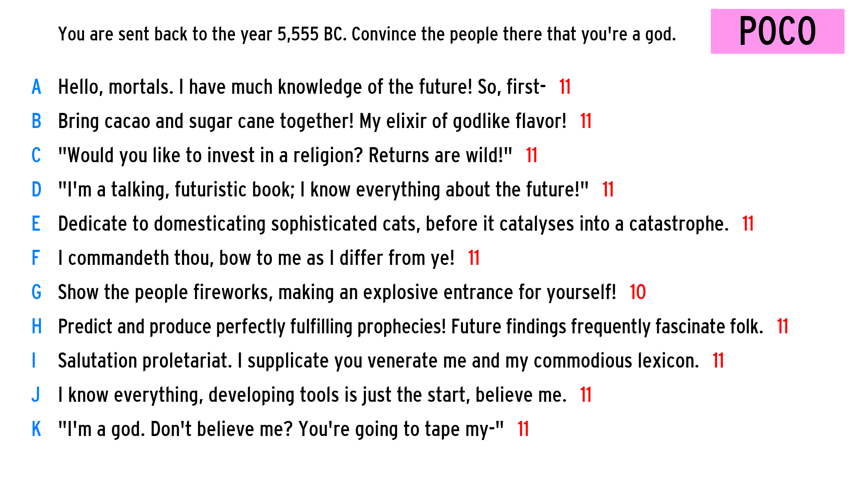 You are sent back to the year 5,555 BC. Convince the people there that you're a god.
POCO
A Hello, mortals. I have much knowledge of the future! So, first- 11
B Bring cacao and sugar cane together! My elixir of godlike flavor! 11
C "Would you like to invest in a religion? Returns are wild!" 11
D "I'm a talking, futuristic book; I know everything about the future!" 11
E Dedicate to domesticating sophisticated cats, before it catalyses into a catastrophe. 11
F I commandeth thou, bow to me as I differ from ye! 11
G Show the people fireworks, making an explosive entrance for yourself! 10
H Predict and produce perfectly fulfilling prophecies! Future findings frequently fascinate folk. 11
I Salutation proletariat. I supplicate you venerate me and my commodious lexicon. 11
J I know everything, developing tools is just the start, believe me. 11
K "I'm a god. Don't believe me? You're going to tape my-" 11